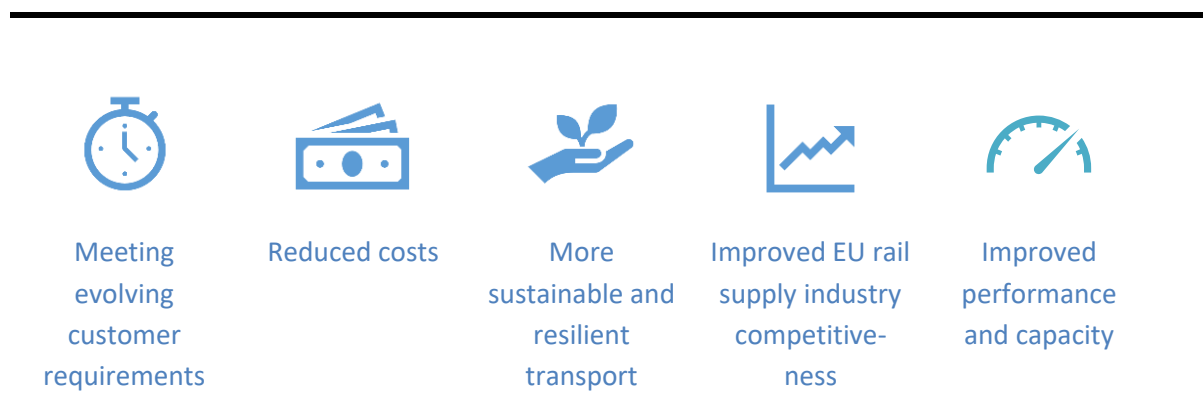 Meeting
evolving
customer
requirements
Reduced costs
More
sustainable and
resilient
transport
Improved EU rail
supply industry
competitive-
ness
Improved
performance
and capacity